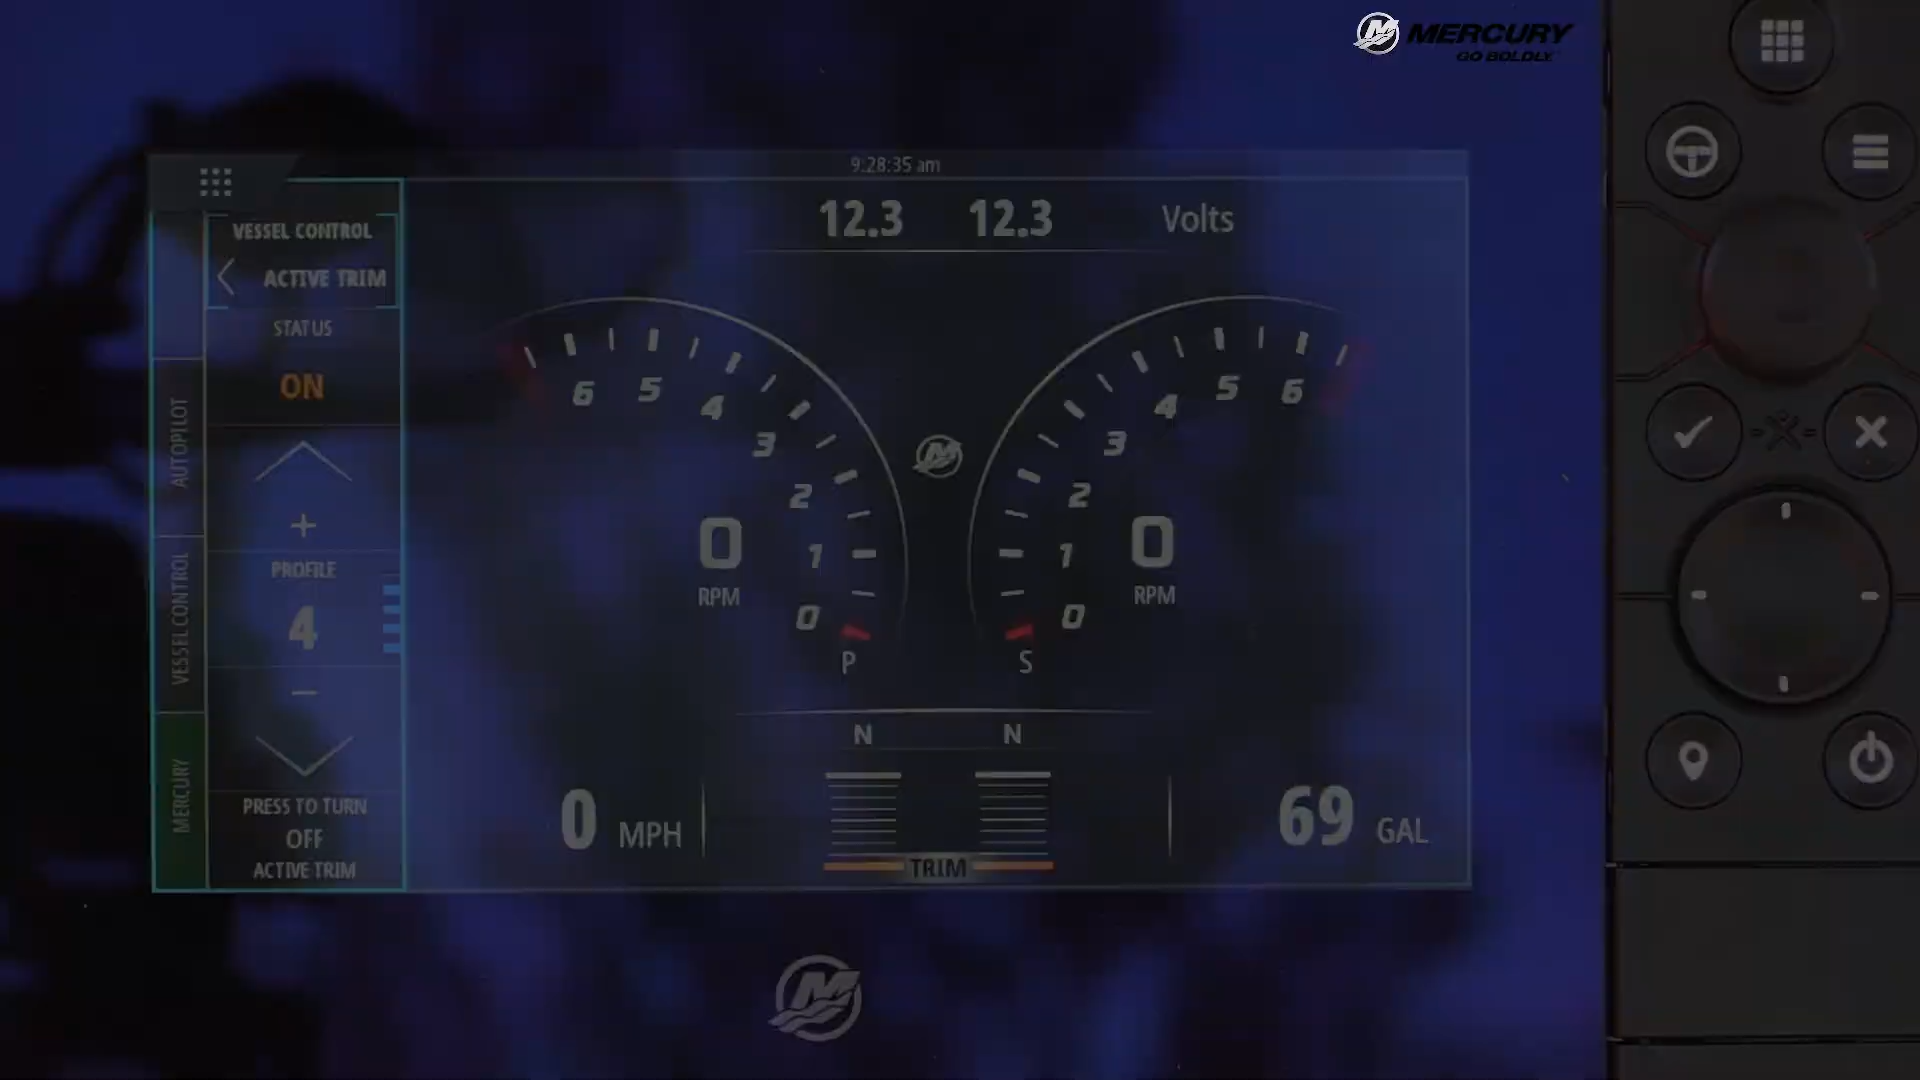 MERCURY
GO BOLDLY
9:28:35 am
VESSEL CONTROL
ACTIVE TRIM
STATUS
ON
+
PROFILE
4
−
PRESS TO TURN
OFF
ACTIVE TRIM
AUTOPILOT
VESSEL CONTROL
MERCURY
12.3 12.3 Volts
6 5 4 3 2 1 0
0
RPM
P
6 5 4 3 2 1 0
0
RPM
S
N N
0 MPH
TRIM
69 GAL